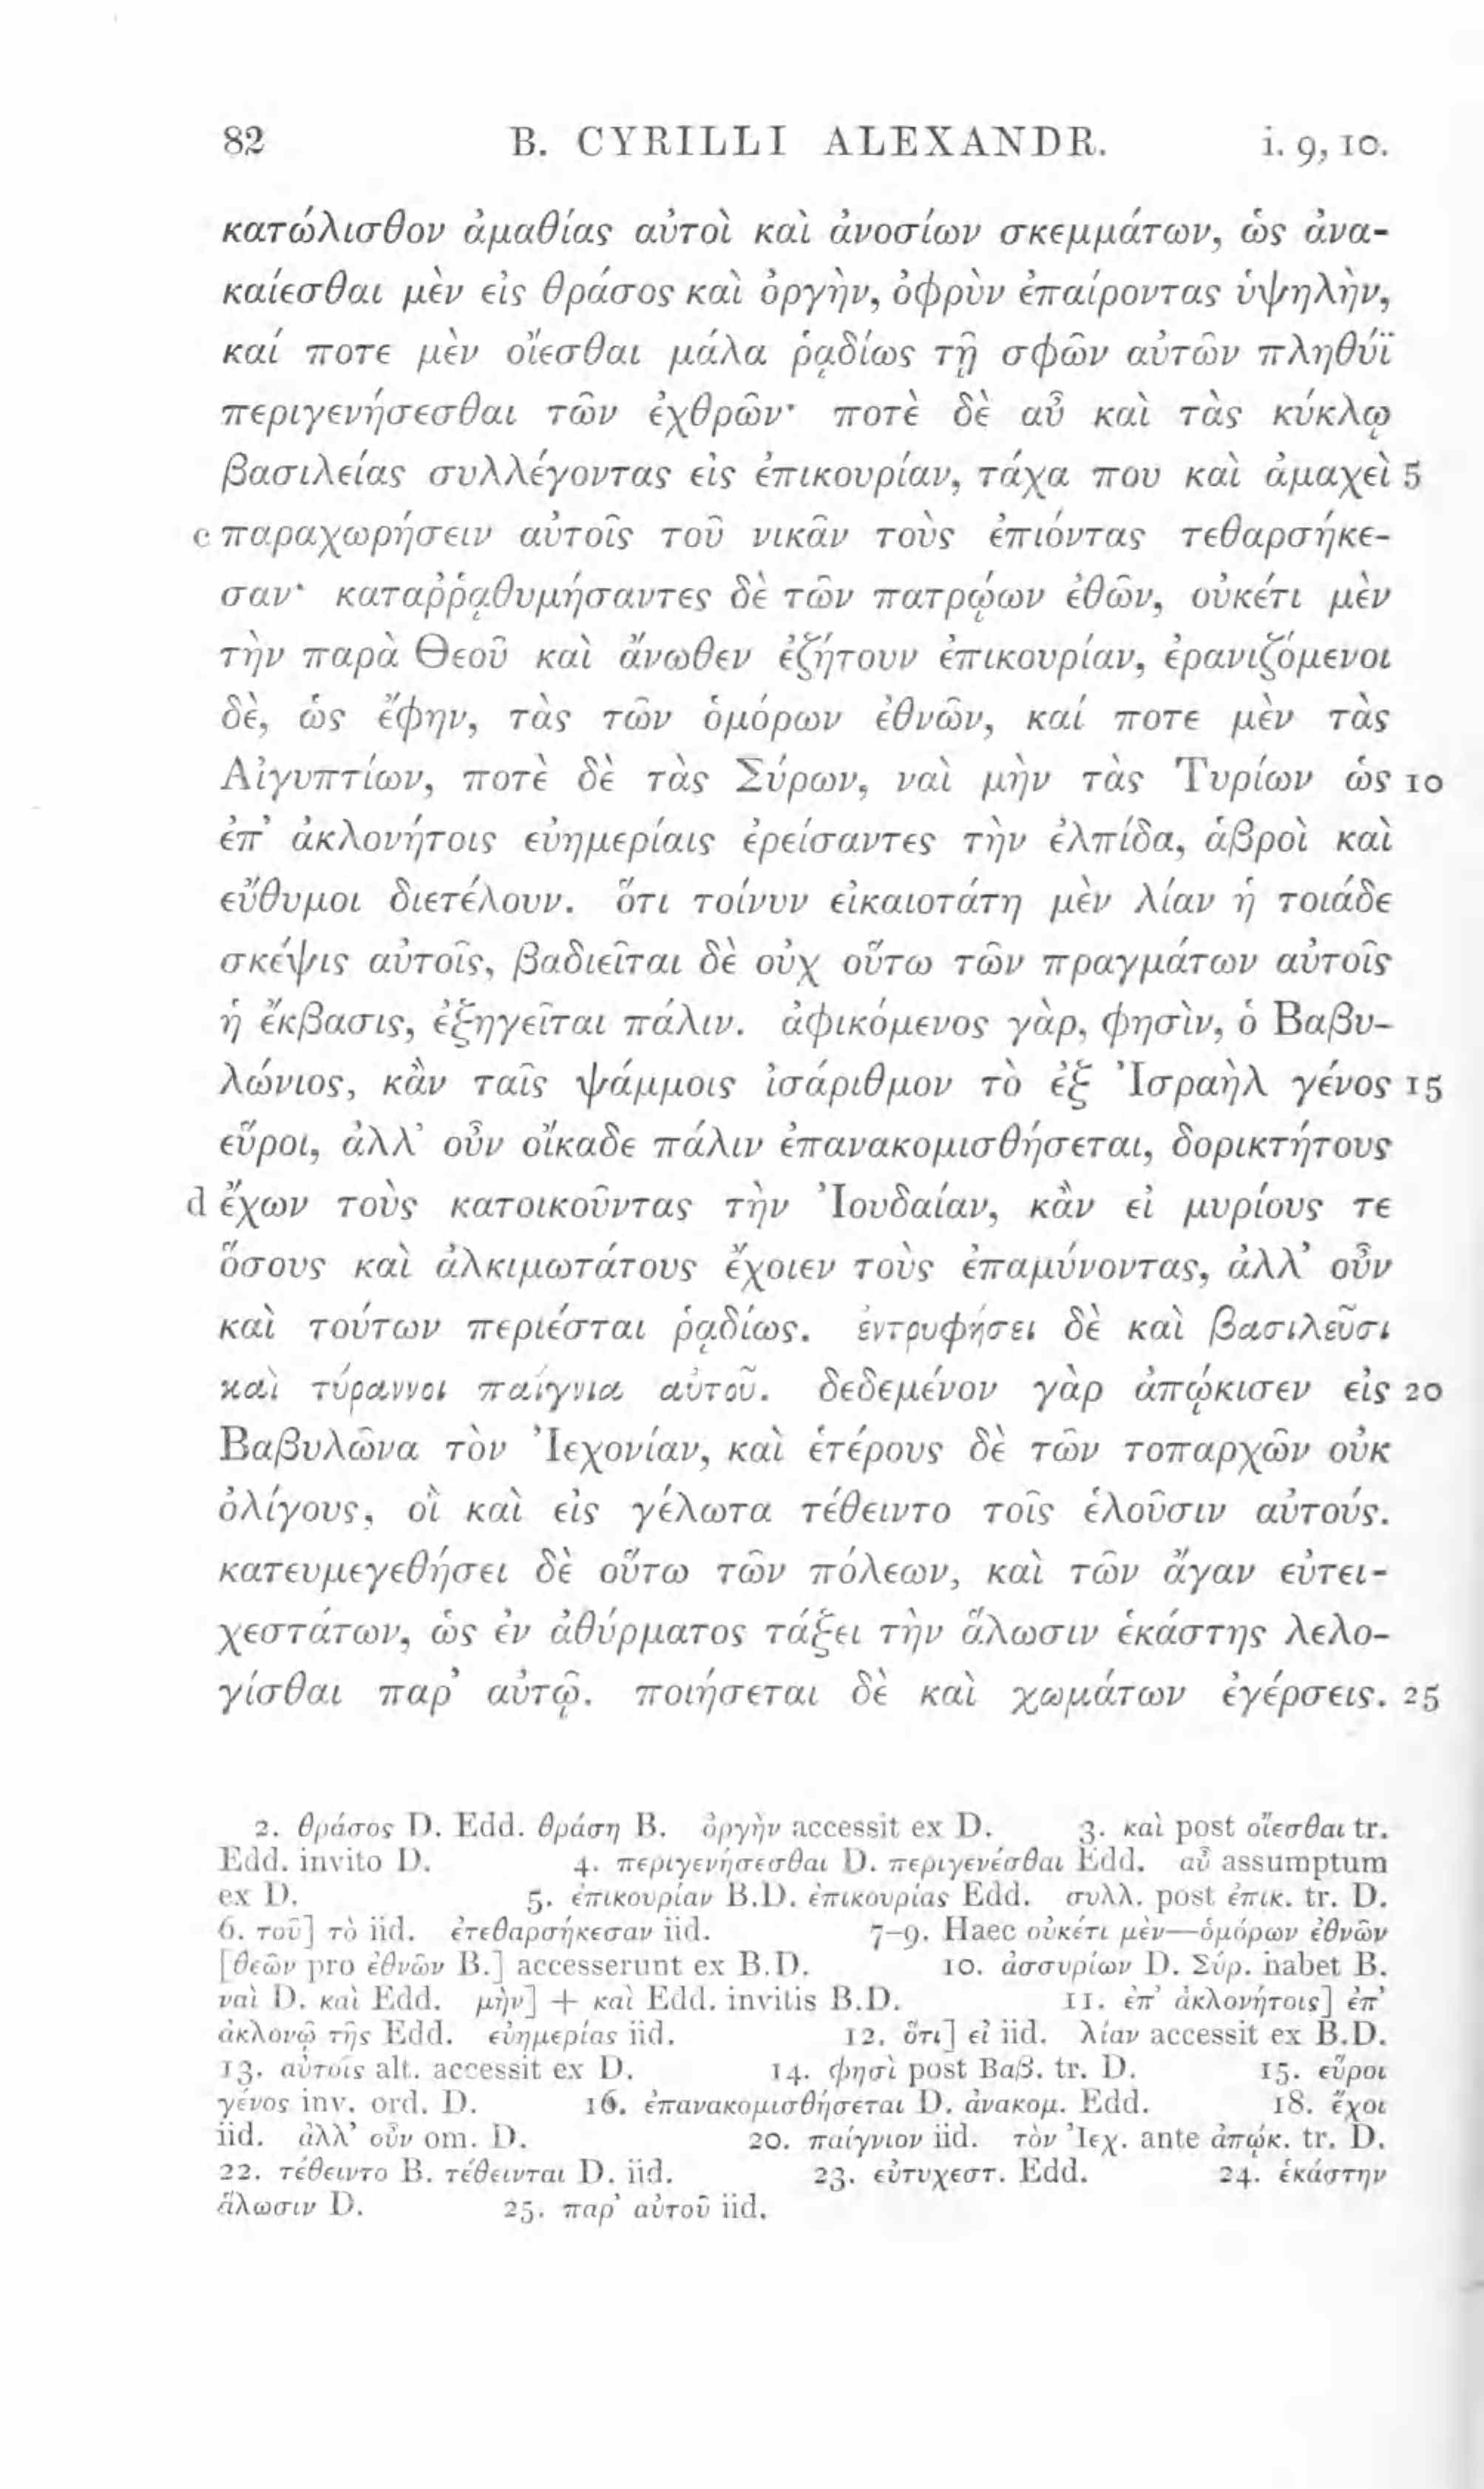 82 B. CYRILLI ALEXANDR. i. 9, 10.
κατώλισθον ἀμαθίας αὐτοὶ καὶ ἀνοσίων σκεμμάτων, ὡς ἀνα-
καίεσθαι μὲν εἰς θράσος καὶ ὀργὴν, ὀφρὺν ἐπαίροντας ὑψηλὴν,
καί ποτε μὲν οἴεσθαι μάλα ῥᾳδίως τῇ σφῶν αὐτῶν πληθύϊ
περιγενήσεσθαι τῶν ἐχθρῶν· ποτὲ δὲ αὖ καὶ τὰς κύκλῳ
βασιλείας συλλέγοντας εἰς ἐπικουρίαν, τάχα που καὶ ἀμαχεὶ 5
c παραχωρήσειν αὐτοῖς τοῦ νικᾶν τοὺς ἐπιόντας τεθαρσήκε-
σαν· καταῤῥᾳθυμήσαντες δὲ τῶν πατρῴων ἐθῶν, οὐκέτι μὲν
τὴν παρὰ Θεοῦ καὶ ἄνωθεν ἐζήτουν ἐπικουρίαν, ἐρανιζόμενοι
δὲ, ὡς ἔφην, τὰς τῶν ὁμόρων ἐθνῶν, καί ποτε μὲν τὰς
Αἰγυπτίων, ποτὲ δὲ τὰς Σύρων, ναὶ μὴν τὰς Τυρίων ὡς 10
ἐπ’ ἀκλονήτοις εὐημερίαις ἐρείσαντες τὴν ἐλπίδα, ἁβροὶ καὶ
εὔθυμοι διετέλουν. ὅτι τοίνυν εἰκαιοτάτη μὲν λίαν ἡ τοιάδε
σκέψις αὐτοῖς, βαδιεῖται δὲ οὐχ οὕτω τῶν πραγμάτων αὐτοῖς
ἡ ἔκβασις, ἐξηγεῖται πάλιν. ἀφικόμενος γὰρ, φησὶν, ὁ Βαβυ-
λώνιος, κἂν ταῖς ψάμμοις ἰσάριθμον τὸ ἐξ Ἰσραὴλ γένος 15
εὕροι, ἀλλ’ οὖν οἴκαδε πάλιν ἐπανακομισθήσεται, δορικτήτους
d ἔχων τοὺς κατοικοῦντας τὴν Ἰουδαίαν, κἂν εἰ μυρίους τε
ὅσους καὶ ἀλκιμωτάτους ἔχοιεν τοὺς ἐπαμύνοντας, ἀλλ’ οὖν
καὶ τούτων περιέσται ῥᾳδίως. ἐντρυφήσει δὲ καὶ βασιλεῦσι
καὶ τύραννοι παίγνια αὐτοῦ. δεδεμένον γὰρ ἀπῴκισεν εἰς 20
Βαβυλῶνα τὸν Ἰεχονίαν, καὶ ἑτέρους δὲ τῶν τοπαρχῶν οὐκ
ὀλίγους, οἳ καὶ εἰς γέλωτα τέθειντο τοῖς ἑλοῦσιν αὐτούς.
κατευμεγεθήσει δὲ οὕτω τῶν πόλεων, καὶ τῶν ἄγαν εὐτει-
χεστάτων, ὡς ἐν ἀθύρματος τάξει τὴν ἅλωσιν ἑκάστης λελο-
γίσθαι παρ’ αὐτῷ. ποιήσεται δὲ καὶ χωμάτων ἐγέρσεις. 25
2. θράσος D. Edd. θράση B. ὀργὴν accessit ex D. 3. καὶ post οἴεσθαι tr.
Edd. invito D. 4. περιγενήσεσθαι D. περιγενέσθαι Edd. αὖ assumptum
ex D. 5. ἐπικουρίαν B.D. ἐπικουρίας Edd. συλλ. post ἐπικ. tr. D.
6. τοῦ] τὸ iid. ἐτεθαρσήκεσαν iid. 7–9. Haec οὐκέτι μὲν—ὁμόρων ἐθνῶν
[θεῶν pro ἐθνῶν B.] accesserunt ex B.D. 10. ἀσσυρίων D. Σύρ. habet B.
ναὶ D. καὶ Edd. μὴν] + καὶ Edd. invitis B.D. 11. ἐπ’ ἀκλονήτοις] ἐπ’
ἀκλονῷ τῆς Edd. εὐημερίας iid. 12. ὅτι] εἰ iid. λίαν accessit ex B.D.
13. αὐτοῖς alt. accessit ex D. 14. φησὶ post Βαβ. tr. D. 15. εὕροι
γένος inv. ord. D. 16. ἐπανακομισθήσεται D. ἀνακομ. Edd. 18. ἔχοι
iid. ἀλλ’ οὖν om. D. 20. παίγνιον iid. τὸν Ἰεχ. ante ἀπῴκ. tr. D.
22. τέθειντο B. τέθεινται D. iid. 23. εὐτυχεστ. Edd. 24. ἑκάστην
ἅλωσιν D. 25. παρ’ αὐτοῦ iid.